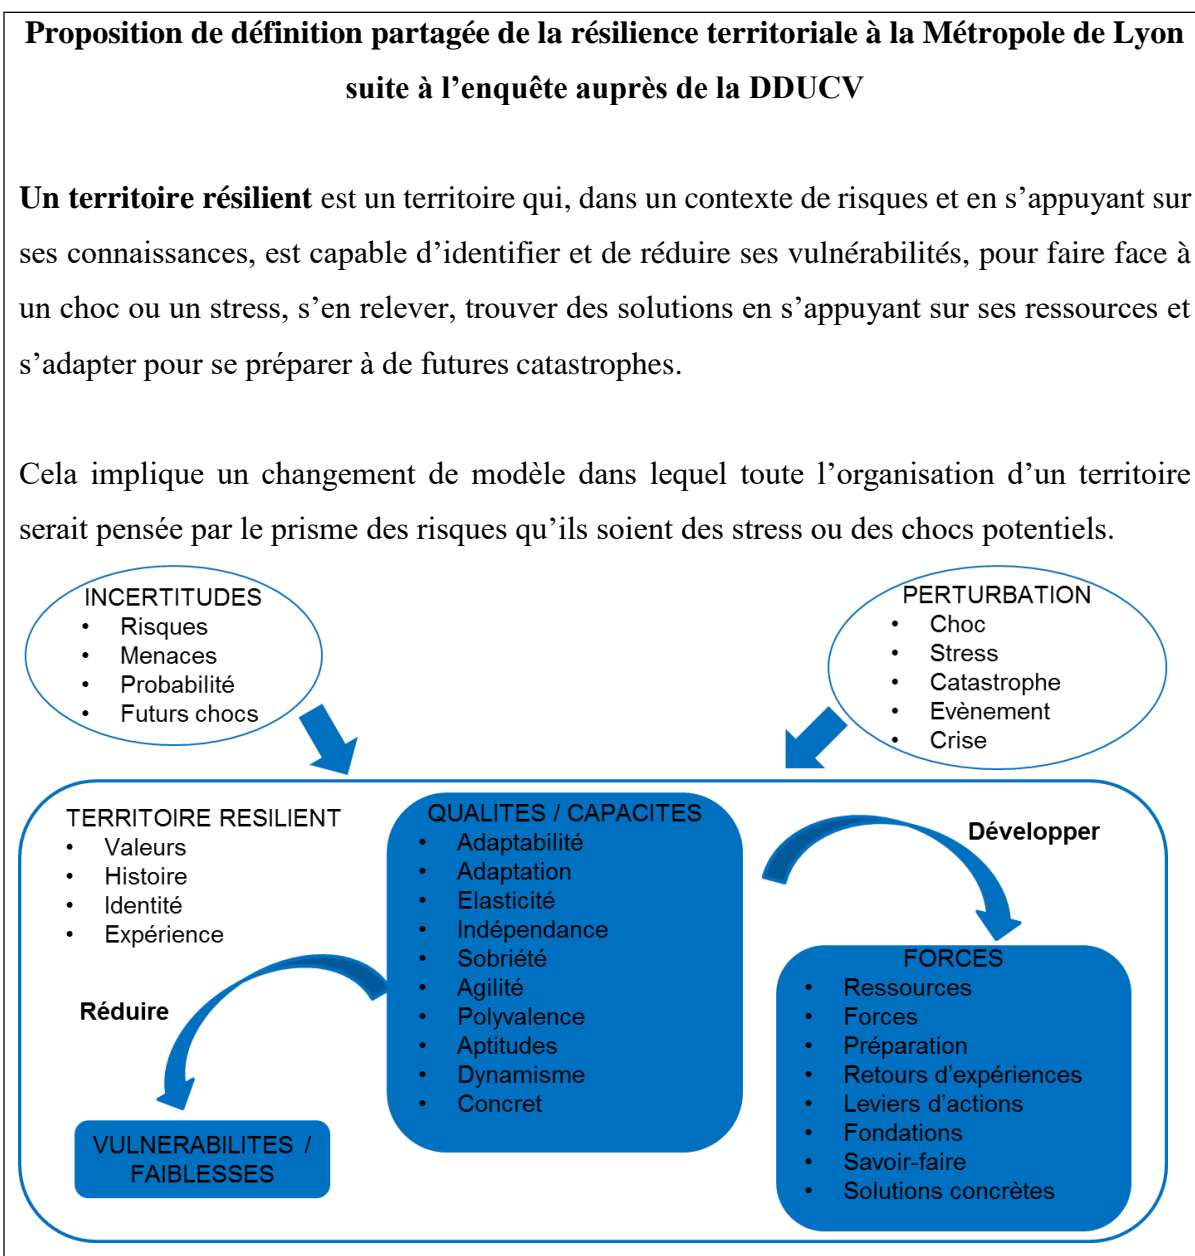 Proposition de définition partagée de la résilience territoriale à la Métropole de Lyon
suite à l’enquête auprès de la DDUCV
Un territoire résilient est un territoire qui, dans un contexte de risques et en s’appuyant sur
ses connaissances, est capable d’identifier et de réduire ses vulnérabilités, pour faire face à
un choc ou un stress, s’en relever, trouver des solutions en s’appuyant sur ses ressources et
s’adapter pour se préparer à de futures catastrophes.
Cela implique un changement de modèle dans lequel toute l’organisation d’un territoire
serait pensée par le prisme des risques qu’ils soient des stress ou des chocs potentiels.
INCERTITUDES
• Risques
• Menaces
• Probabilité
• Futurs chocs
PERTURBATION
• Choc
• Stress
• Catastrophe
• Evènement
• Crise
TERRITOIRE RESILIENT
• Valeurs
• Histoire
• Identité
• Expérience
Réduire
VULNERABILITES /
FAIBLESSES
QUALITES / CAPACITES
• Adaptabilité
• Adaptation
• Elasticité
• Indépendance
• Sobriété
• Agilité
• Polyvalence
• Aptitudes
• Dynamisme
• Concret
Développer
FORCES
• Ressources
• Forces
• Préparation
• Retours d’expériences
• Leviers d’actions
• Fondations
• Savoir-faire
• Solutions concrètes